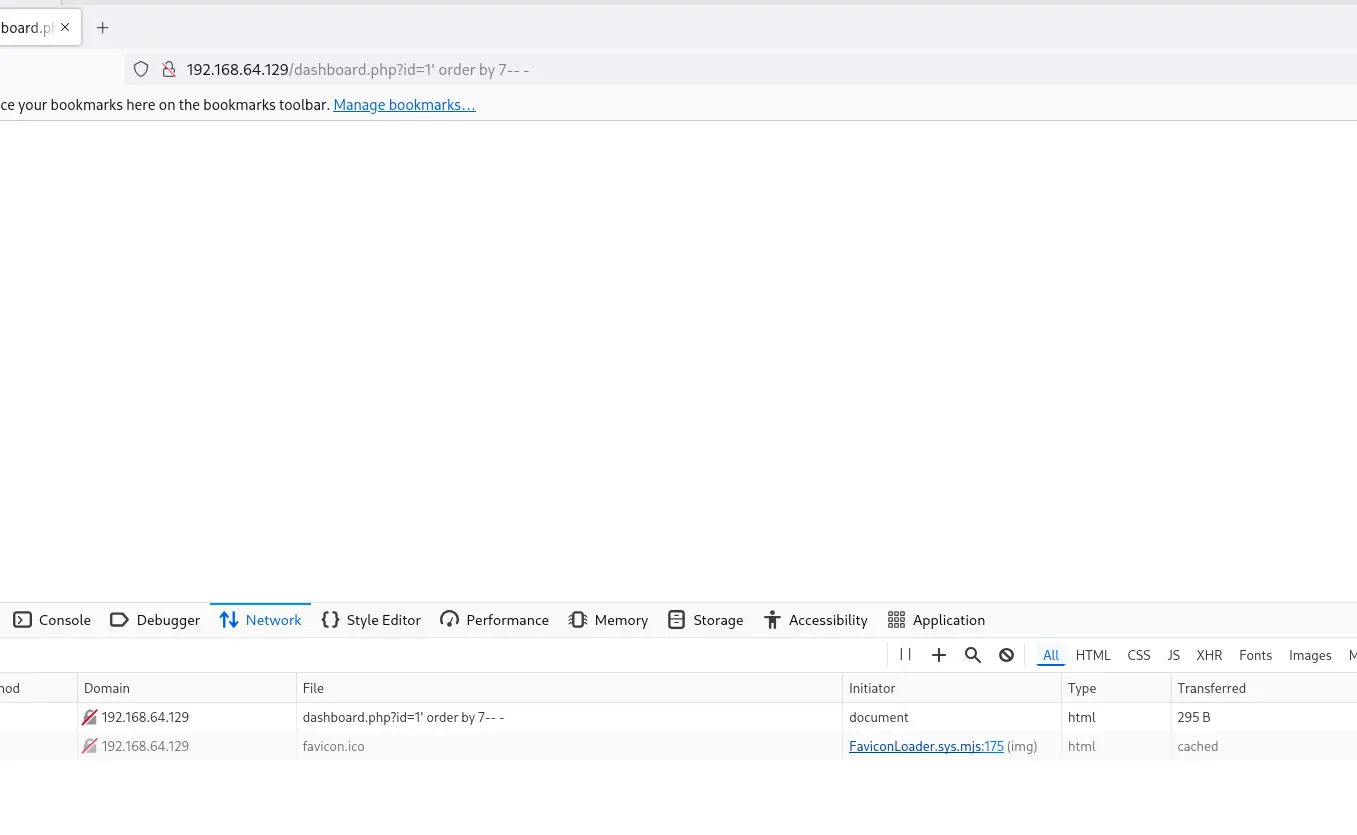 board.ph
192.168.64.129/dashboard.php?id=1' order by 7-- -
ce your bookmarks here on the bookmarks toolbar. Manage bookmarks…
Console Debugger Network Style Editor Performance Memory Storage Accessibility Application
All HTML CSS JS XHR Fonts Images M
nod Domain File Initiator Type Transferred
192.168.64.129 dashboard.php?id=1' order by 7-- - document html 295 B
192.168.64.129 favicon.ico FaviconLoader.sys.mjs:175 (img) html cached